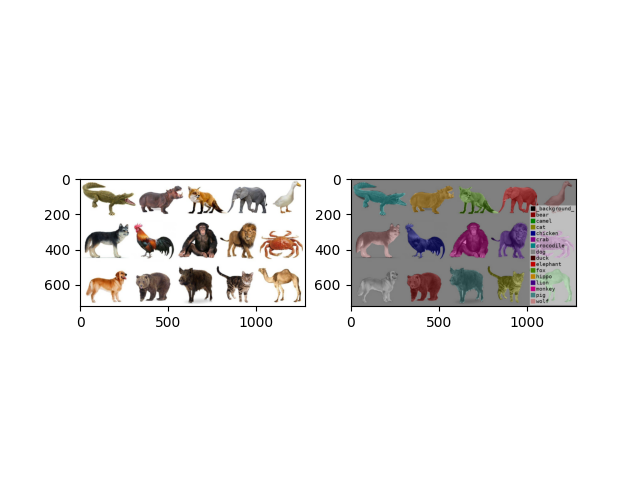 0
200
400
600
0
500
1000
0
200
400
600
0
500
1000
_background_
bear
camel
cat
chicken
crab
crocodile
dog
duck
elephant
fox
hippo
lion
monkey
pig
wolf